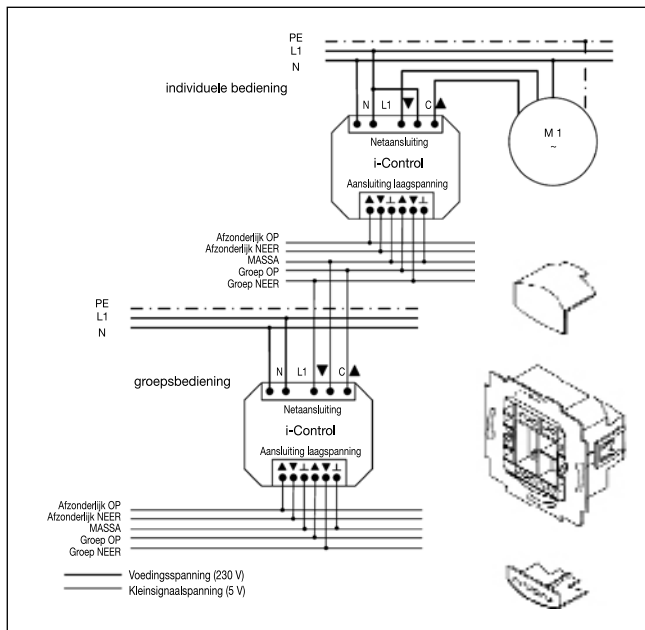 PE
L1
N
individuele bediening
N L1 ▼ C ▲
M 1
~
Netaansluiting
i-Control
Aansluiting laagspanning
▲ ▼ ⊥ ▲ ▼ ⊥
Afzonderlijk OP
Afzonderlijk NEER
MASSA
Groep OP
Groep NEER
PE
L1
N
groepsbediening
N L1 ▼ C ▲
Netaansluiting
i-Control
Aansluiting laagspanning
▲ ▼ ⊥ ▲ ▼ ⊥
Afzonderlijk OP
Afzonderlijk NEER
MASSA
Groep OP
Groep NEER
Voedingsspanning (230 V)
Kleinsignaalspanning (5 V)